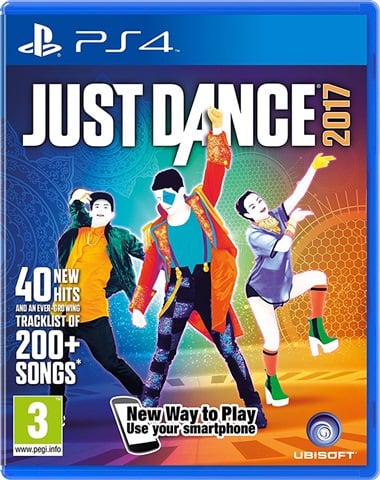 PS4
JUST DANCE
2017
40 NEW
HITS
AND AN EVER-GROWING
TRACKLIST OF
200+
SONGS*
3
www.pegi.info
New Way to Play
Use your smartphone
UBISOFT